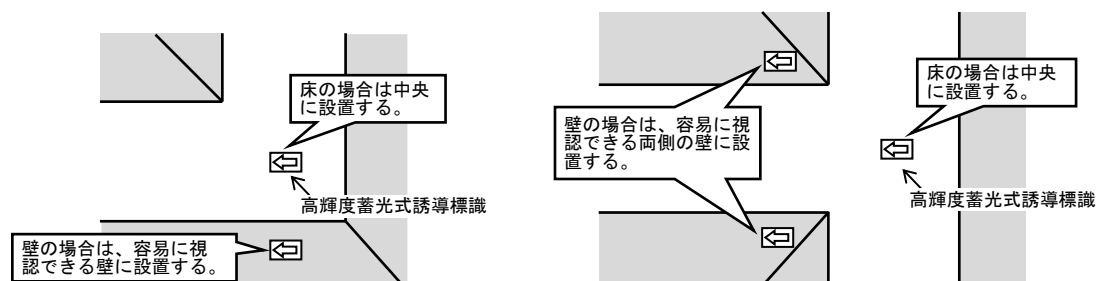 床の場合は中央
に設置する。
高輝度蓄光式誘導標識
壁の場合は、容易に視
認できる壁に設置する。
壁の場合は、容易に視
認できる両側の壁に設
置する。
床の場合は中央
に設置する。
高輝度蓄光式誘導標識